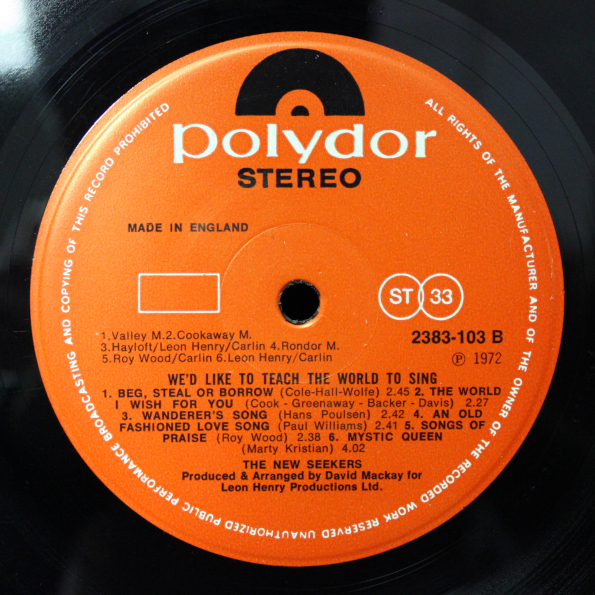 polydor
STEREO
MADE IN ENGLAND
ST 33
2383-103 B
℗ 1972
1.Valley M.2.Cookaway M.
3.Hayloft/Leon Henry/Carlin 4.Rondor M.
5.Roy Wood/Carlin 6.Leon Henry/Carlin
WE'D LIKE TO TEACH THE WORLD TO SING
1. BEG, STEAL OR BORROW (Cole-Hall-Wolfe) 2.45 2. THE WORLD
I WISH FOR YOU (Cook - Greenaway - Backer - Davis) 2.27
3. WANDERER'S SONG (Hans Poulsen) 2.42 4. AN OLD
FASHIONED LOVE SONG (Paul Williams) 2.41 5. SONGS OF
PRAISE (Roy Wood) 2.38 6. MYSTIC QUEEN
(Marty Kristian) 4.02
THE NEW SEEKERS
Produced & Arranged by David Mackay for
Leon Henry Productions Ltd.
ALL RIGHTS OF THE MANUFACTURER AND OF THE OWNER OF THE RECORDED WORK RESERVED UNAUTHORIZED PUBLIC PERFORMANCE BROADCASTING AND COPYING OF THIS RECORD PROHIBITED